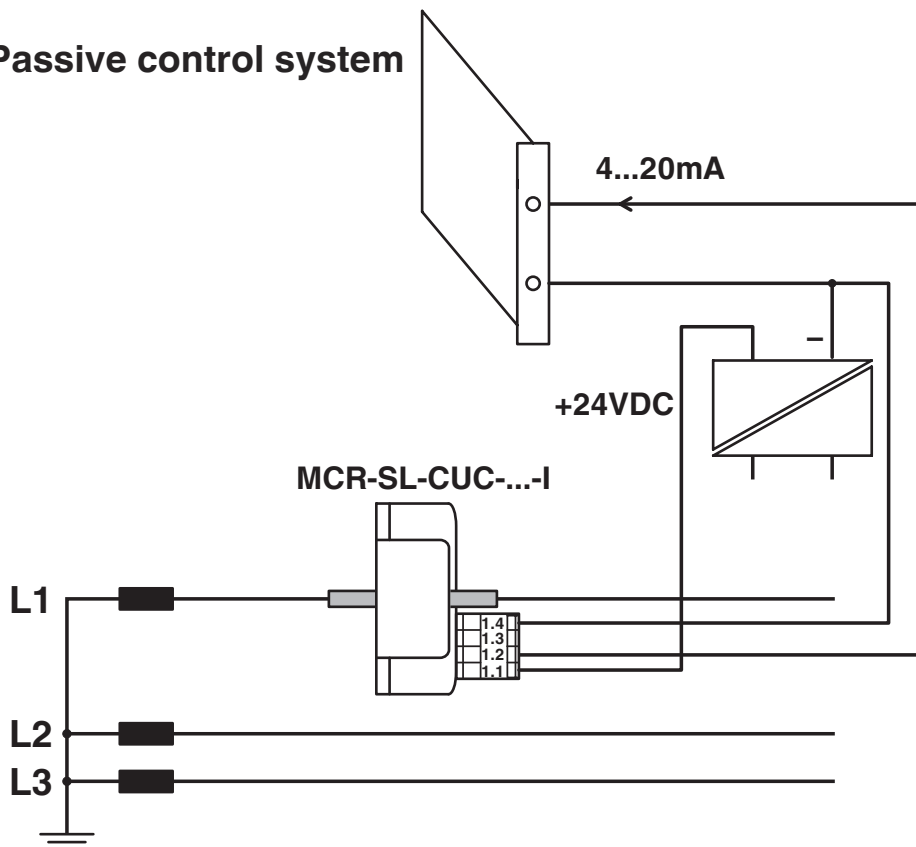 Passive control system
4...20mA
–
+24VDC
MCR-SL-CUC-...-I
L1
1.4
1.3
1.2
1.1
L2
L3